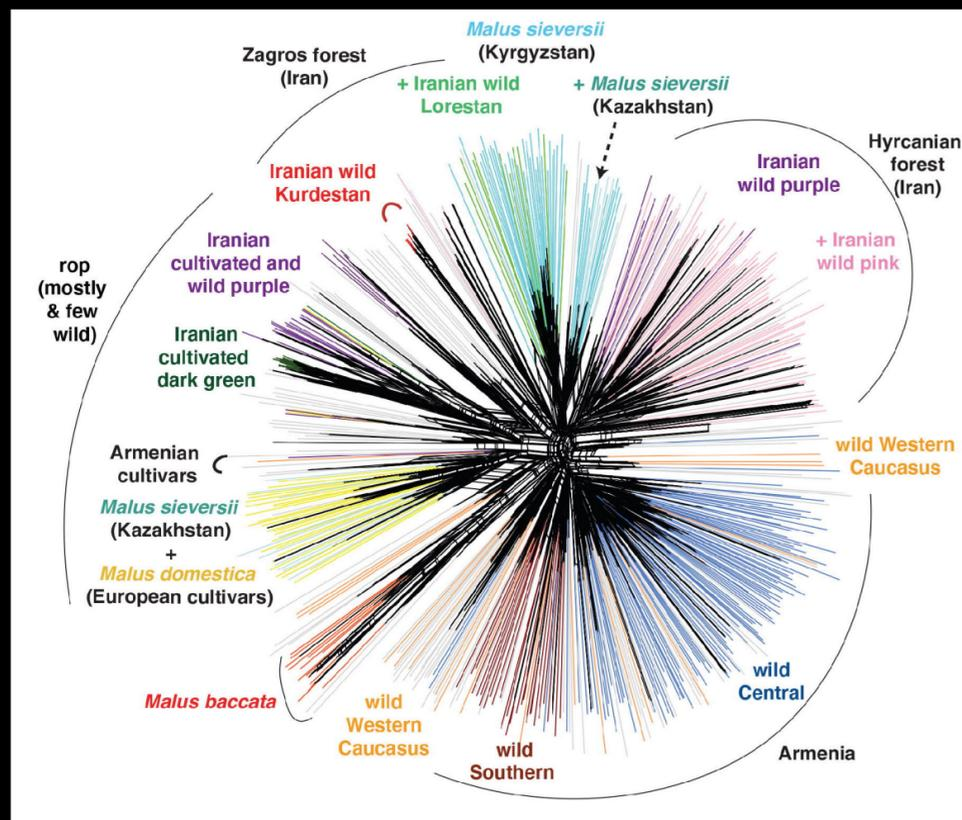 Malus sieversii
(Kyrgyzstan)
Zagros forest
(Iran)
+ Iranian wild
Lorestan
+ Malus sieversii
(Kazakhstan)
Hyrcanian
forest
(Iran)
Iranian
wild purple
Iranian wild
Kurdestan
+ Iranian
wild pink
Iranian
cultivated and
wild purple
rop
(mostly
& few
wild)
Iranian
cultivated
dark green
wild Western
Caucasus
Armenian
cultivars
Malus sieversii
(Kazakhstan)
+
Malus domestica
(European cultivars)
Malus baccata
wild
Western
Caucasus
wild
Southern
wild
Central
Armenia